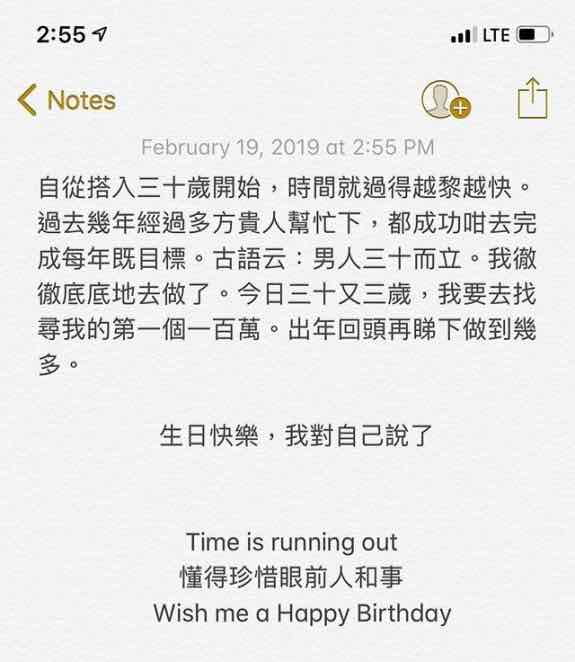 2:55
LTE
Notes
February 19, 2019 at 2:55 PM
自從搭入三十歲開始，時間就過得越黎越快。
過去幾年經過多方貴人幫忙下，都成功咁去完
成每年既目標。古語云：男人三十而立。我徹
徹底底地去做了。今日三十又三歲，我要去找
尋我的第一個一百萬。出年回頭再睇下做到幾
多。
生日快樂，我對自己說了
Time is running out
懂得珍惜眼前人和事
Wish me a Happy Birthday